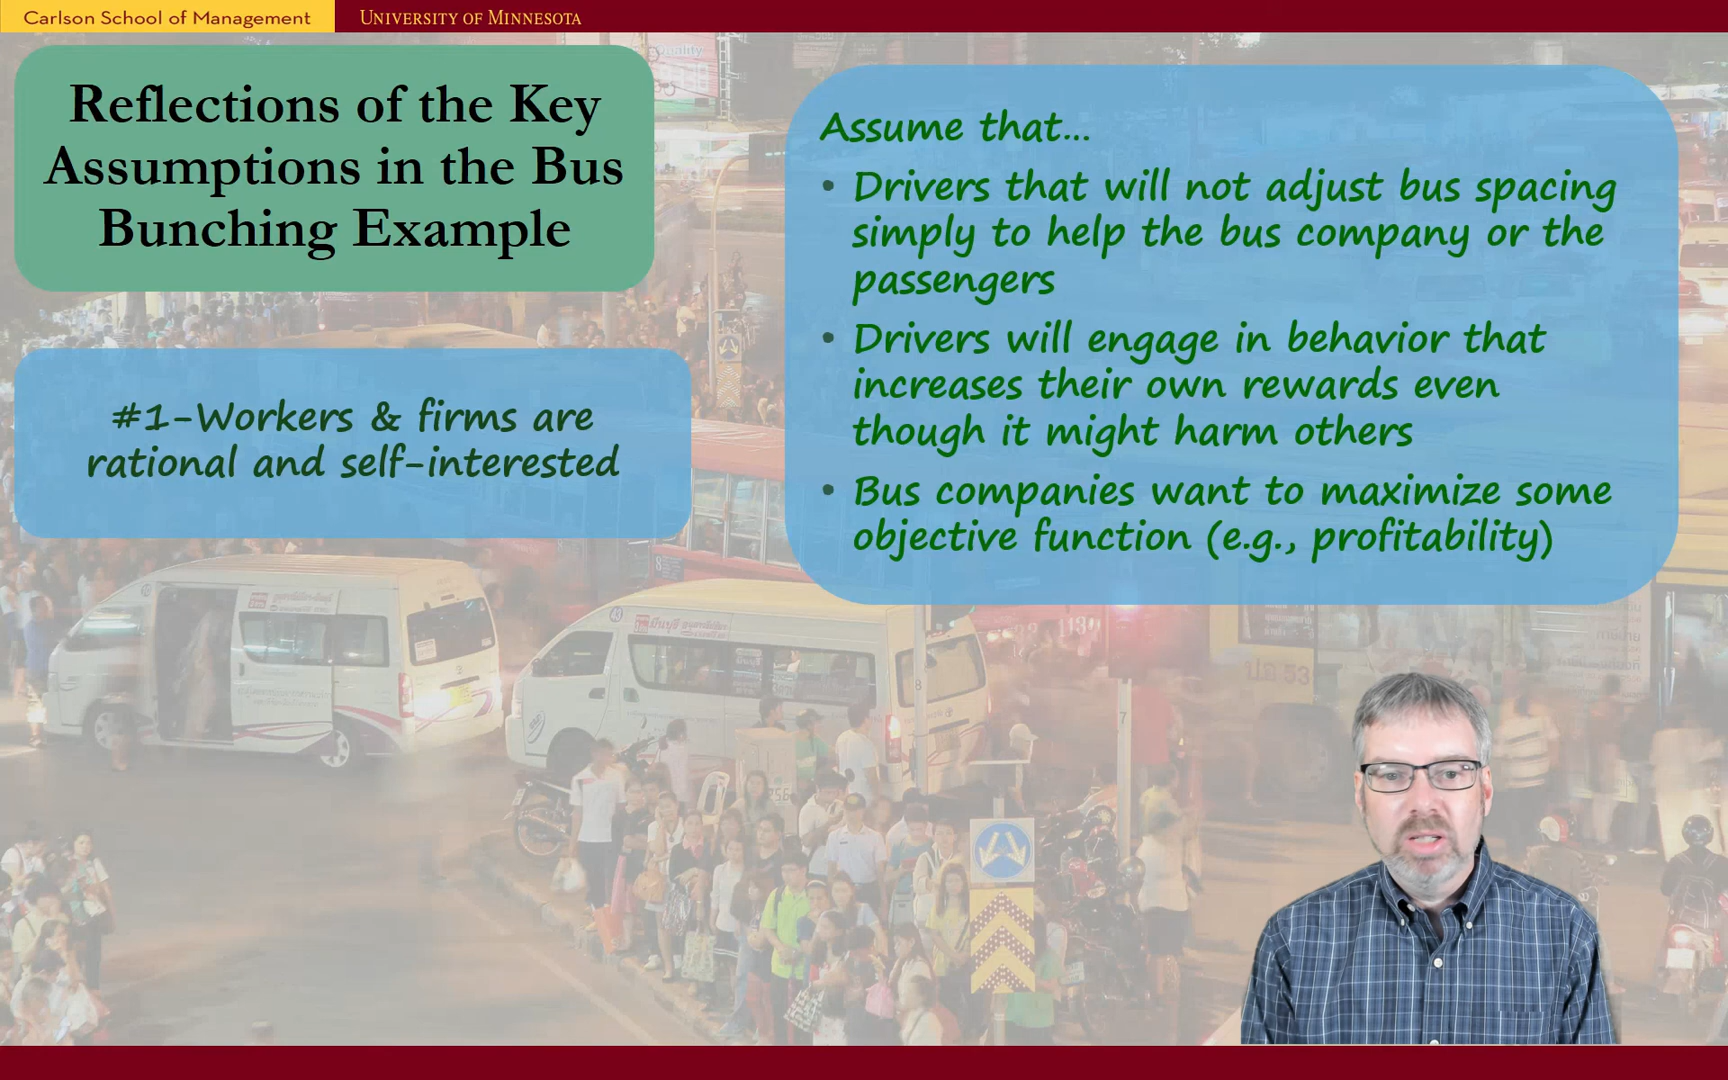 Carlson School of Management
UNIVERSITY OF MINNESOTA
Reflections of the Key
Assumptions in the Bus
Bunching Example
#1-Workers & firms are
rational and self-interested
Assume that...
• Drivers that will not adjust bus spacing
simply to help the bus company or the
passengers
• Drivers will engage in behavior that
increases their own rewards even
though it might harm others
• Bus companies want to maximize some
objective function (e.g., profitability)
8
7